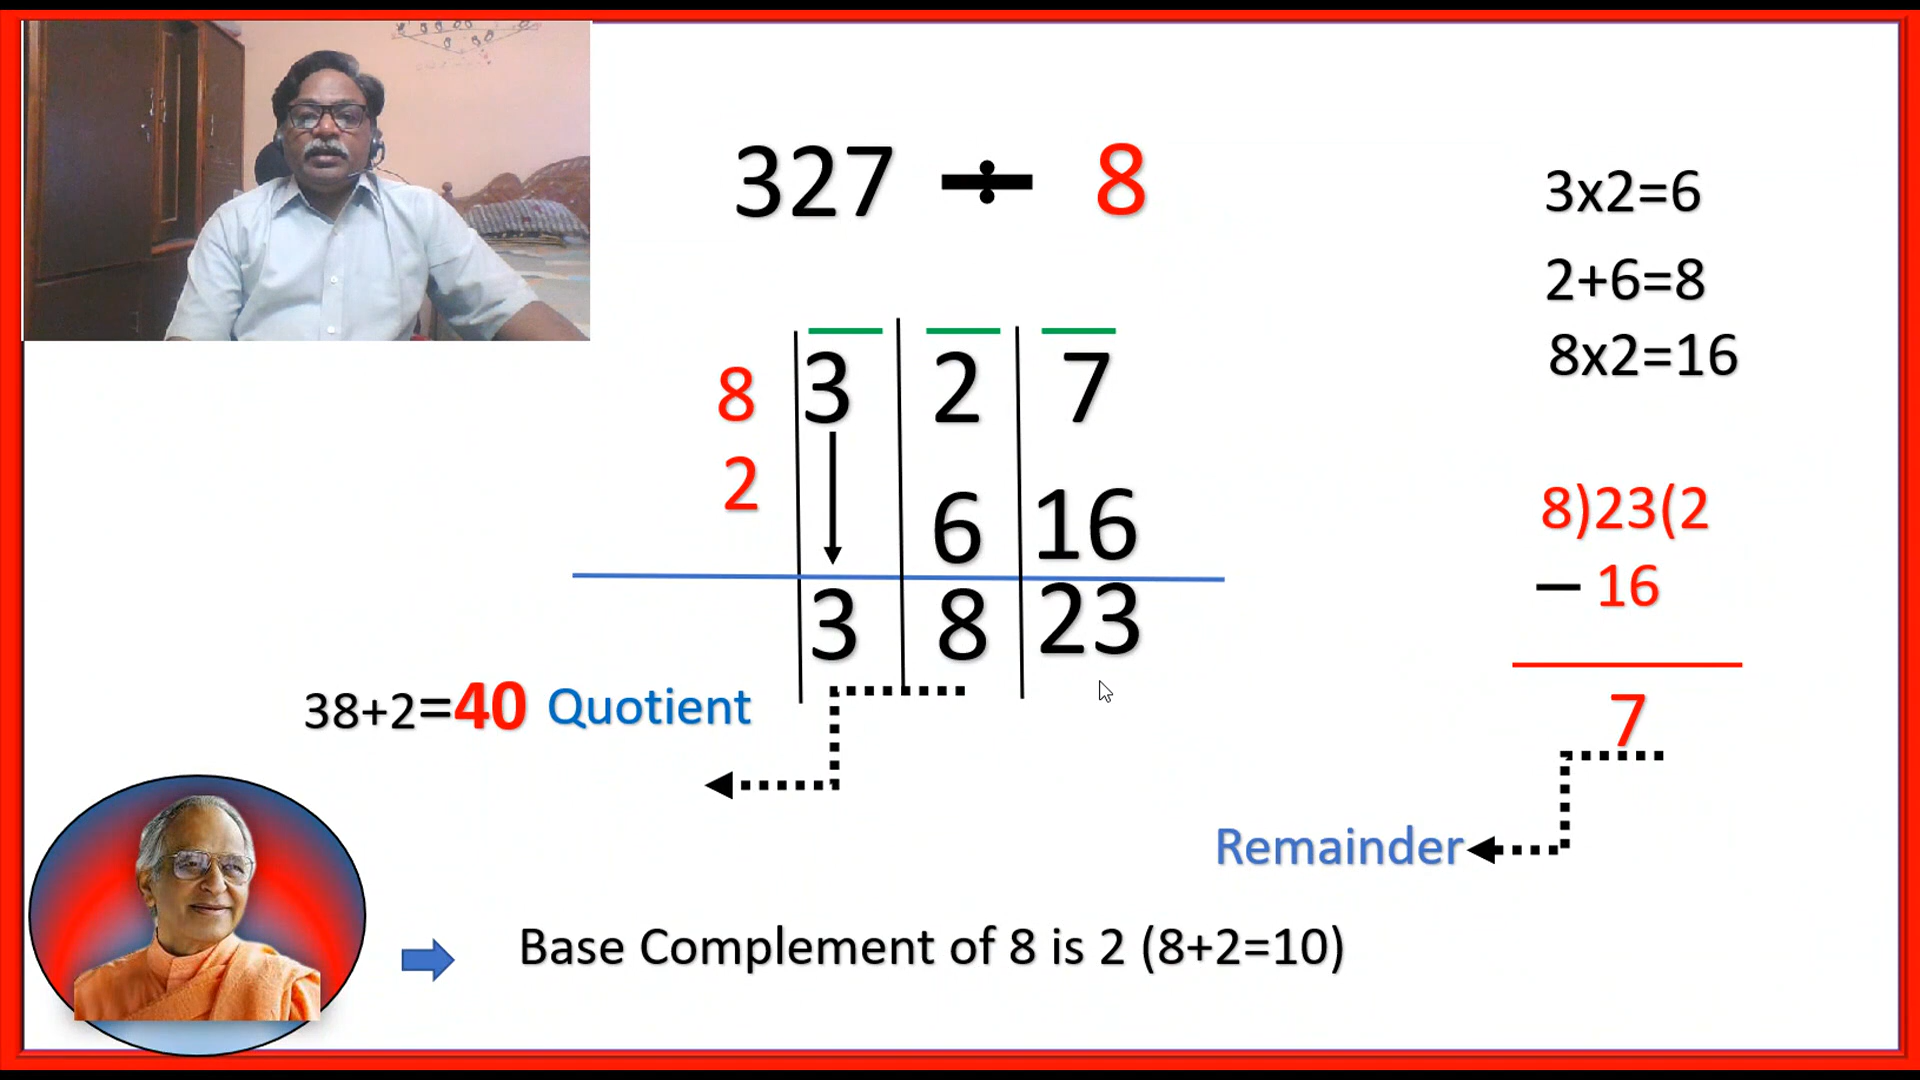 327 ÷ 8
3x2=6
2+6=8
8x2=16
8 3 2 7
2 6 16
3 8 23
8)23(2
− 16
7
38+2=40 Quotient
Remainder
Base Complement of 8 is 2 (8+2=10)